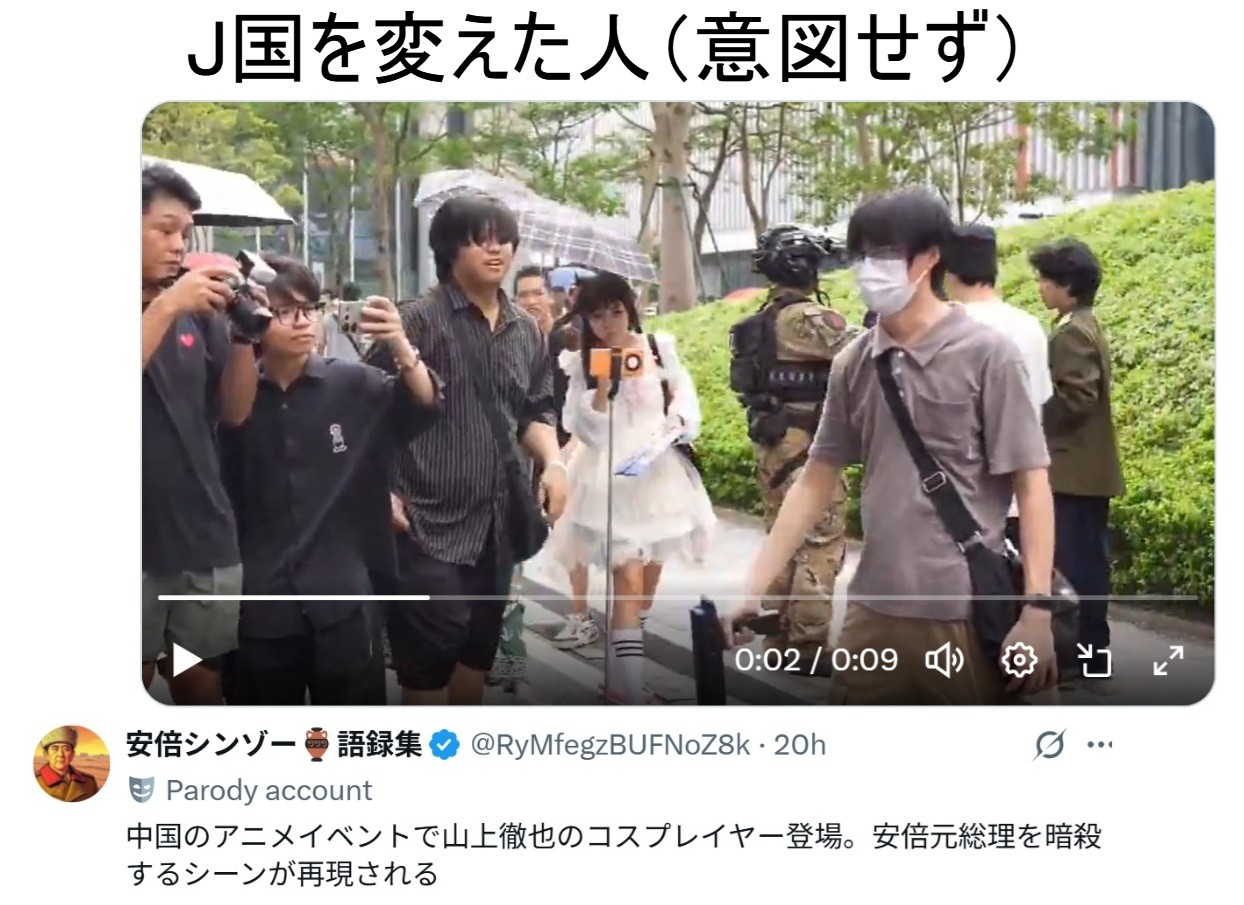 J国を変えた人（意図せず）
0:02 / 0:09
安倍シンゾー🏺語録集 @RyMfegzBUFNoZ8k · 20h
Parody account
中国のアニメイベントで山上徹也のコスプレイヤー登場。安倍元総理を暗殺
するシーンが再現される